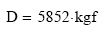 D = 5852·kgf